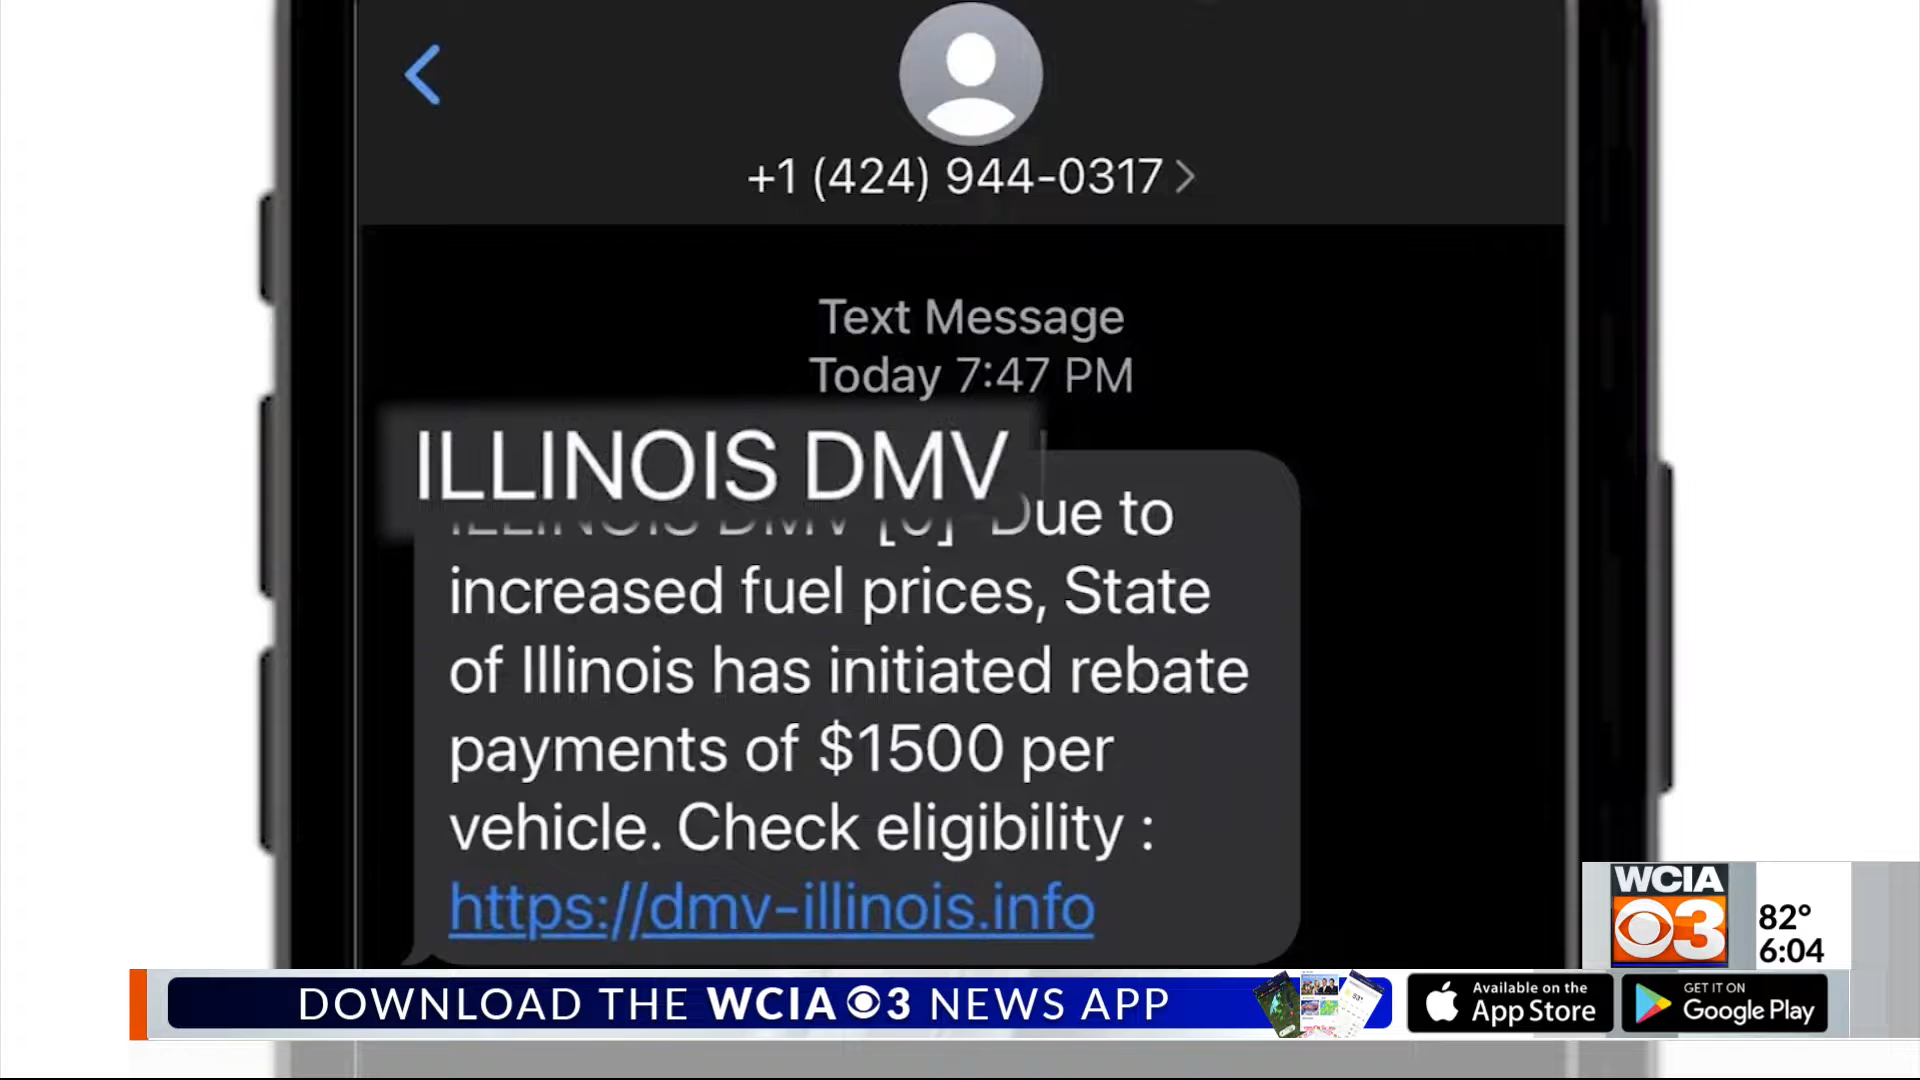 +1 (424) 944-0317
Text Message
Today 7:47 PM
ILLINOIS DMV
ILLINOIS DMV Due to
increased fuel prices, State
of Illinois has initiated rebate
payments of $1500 per
vehicle. Check eligibility :
https://dmv-illinois.info
WCIA
3
82°
6:04
DOWNLOAD THE WCIA 3 NEWS APP
Available on the
App Store
GET IT ON
Google Play